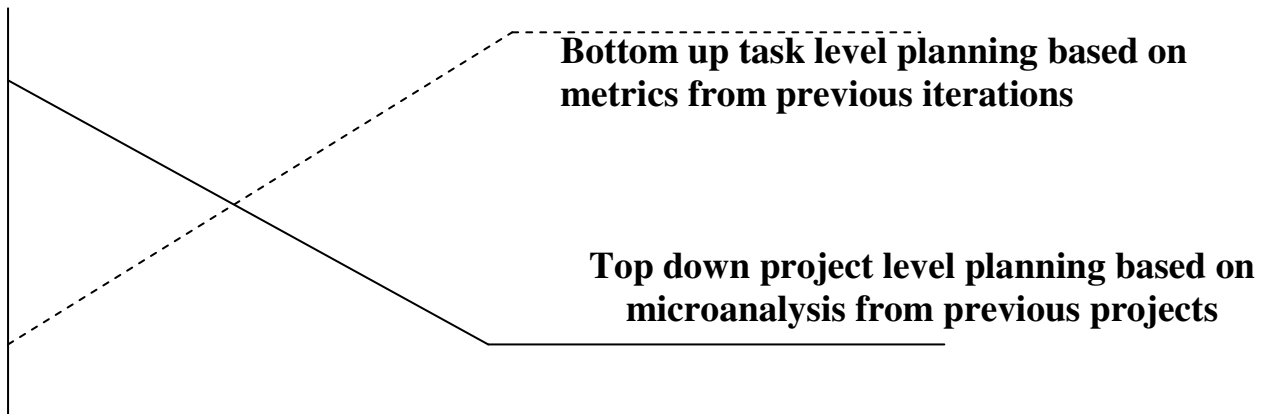 Bottom up task level planning based on
metrics from previous iterations
Top down project level planning based on
microanalysis from previous projects